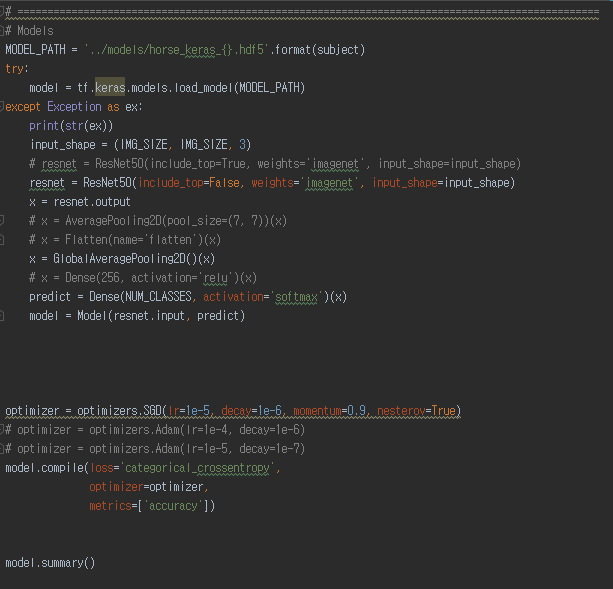 # =================================================================================================
# Models
MODEL_PATH = '../models/horse_keras_{}.hdf5'.format(subject)
try:
    model = tf.keras.models.load_model(MODEL_PATH)
except Exception as ex:
    print(str(ex))
    input_shape = (IMG_SIZE, IMG_SIZE, 3)
    # resnet = ResNet50(include_top=True, weights='imagenet', input_shape=input_shape)
    resnet = ResNet50(include_top=False, weights='imagenet', input_shape=input_shape)
    x = resnet.output
    # x = AveragePooling2D(pool_size=(7, 7))(x)
    # x = Flatten(name='flatten')(x)
    x = GlobalAveragePooling2D()(x)
    # x = Dense(256, activation='relu')(x)
    predict = Dense(NUM_CLASSES, activation='softmax')(x)
    model = Model(resnet.input, predict)
optimizer = optimizers.SGD(lr=1e-5, decay=1e-6, momentum=0.9, nesterov=True)
# optimizer = optimizers.Adam(lr=1e-4, decay=1e-6)
# optimizer = optimizers.Adam(lr=1e-5, decay=1e-7)
model.compile(loss='categorical_crossentropy',
              optimizer=optimizer,
              metrics=['accuracy'])
model.summary()